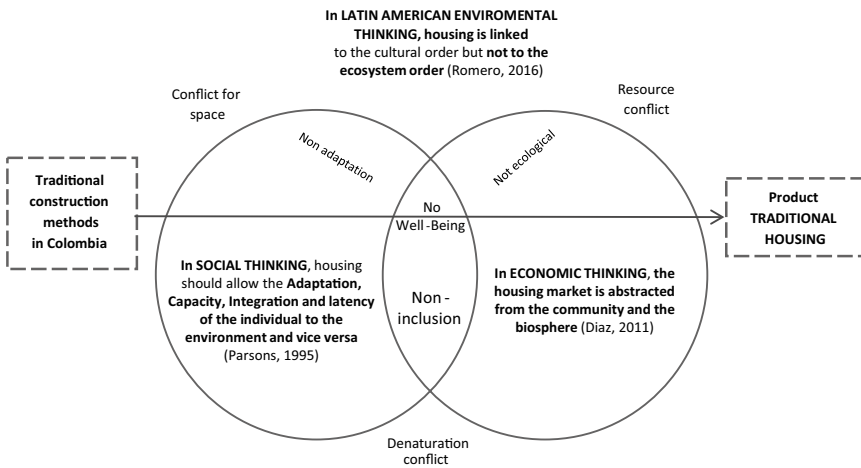 In LATIN AMERICAN ENVIROMENTAL
THINKING, housing is linked
to the cultural order but not to the
ecosystem order (Romero, 2016)
Conflict for
space
Resource
conflict
Non adaptation
Not ecological
Traditional
construction
methods
in Colombia
No
Well-Being
Product
TRADITIONAL
HOUSING
In SOCIAL THINKING, housing
should allow the Adaptation,
Capacity, Integration and latency
of the individual to the
environment and vice versa
(Parsons, 1995)
Non-
inclusion
In ECONOMIC THINKING, the
housing market is abstracted
from the community and the
biosphere (Diaz, 2011)
Denaturation
conflict